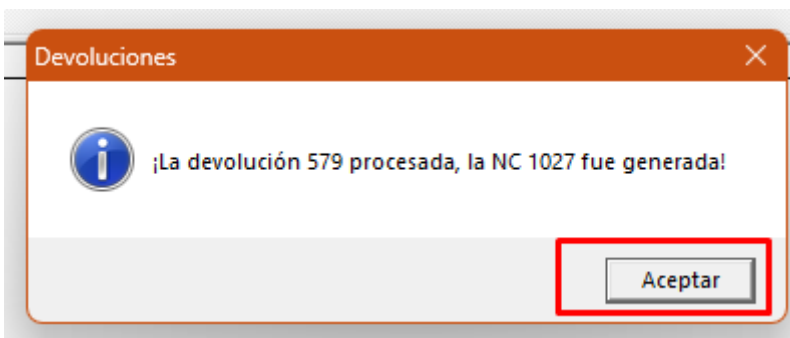 Devoluciones
¡La devolución 579 procesada, la NC 1027 fue generada!
Aceptar